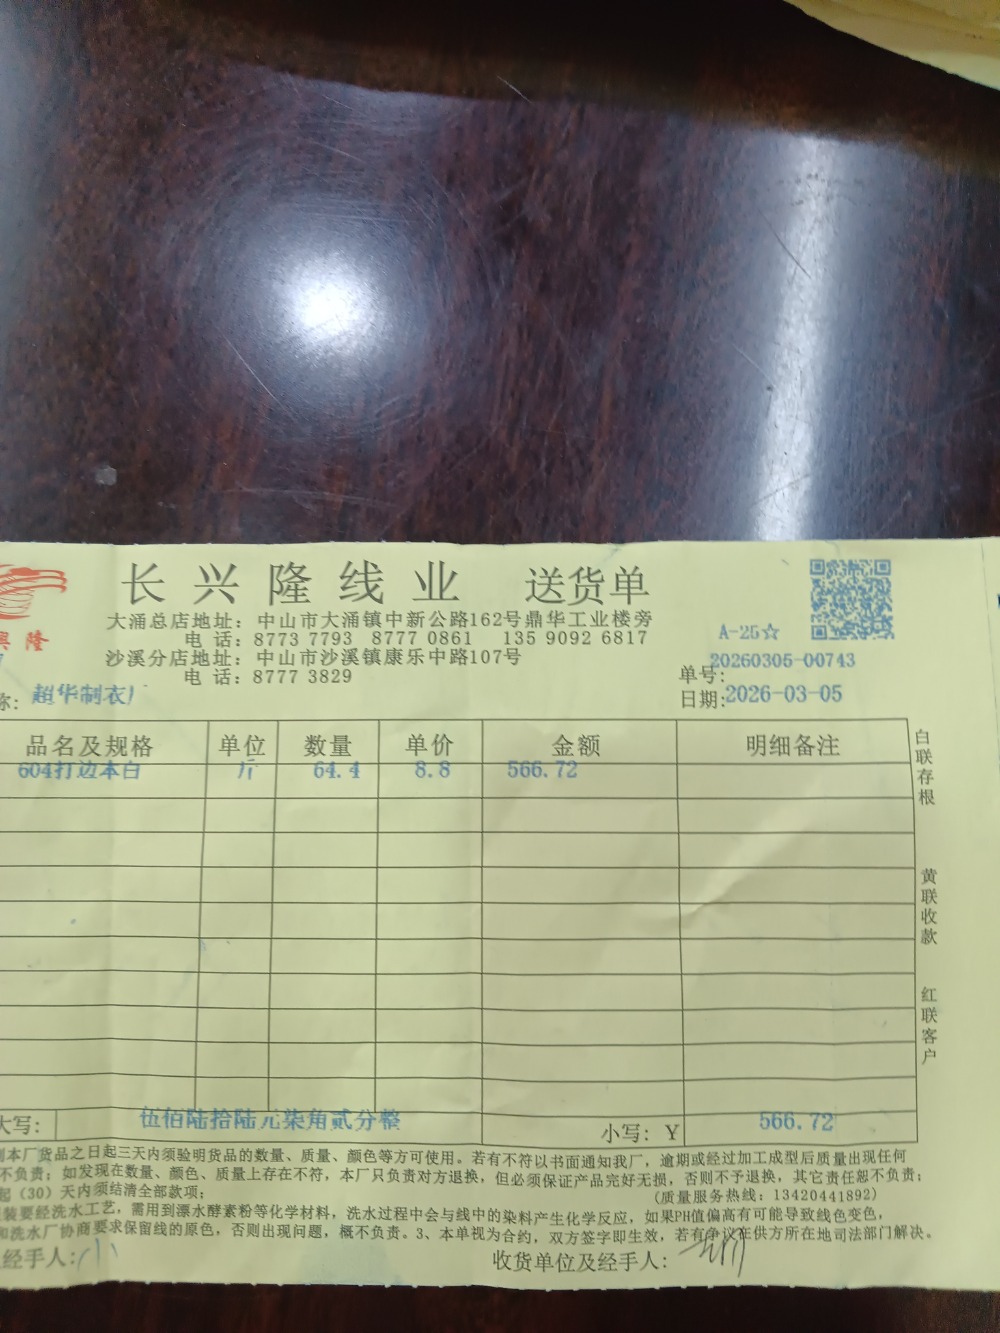 长兴隆线业 送货单
大涌总店地址：中山市大涌镇中新公路162号鼎华工业楼旁
电 话：8773 7793 8777 0861 135 9092 6817
沙溪分店地址：中山市沙溪镇康乐中路107号
电 话：8777 3829
興隆
A-25☆
单号：20260305-00743
日期：2026-03-05
称：超华制衣厂
品名及规格 单位 数量 单价 金额 明细备注
604打边本白 斤 64.4 8.8 566.72
白联存根
黄联收款
红联客户
大写：伍佰陆拾陆元柒角贰分整 小写：Y 566.72
到本厂货品之日起三天内须验明货品的数量、质量、颜色等方可使用。若有不符以书面通知我厂，逾期或经过加工成型后质量出现任何
不负责；如发现在数量、颜色、质量上存在不符，本厂只负责对方退换，但必须保证产品完好无损，否则不予退换，其它责任恕不负责；
起（30）天内须结清全部款项； （质量服务热线：13420441892）
装要经洗水工艺，需用到漂水酵素粉等化学材料，洗水过程中会与线中的染料产生化学反应，如果PH值偏高有可能导致线色变色，
和洗水厂协商要求保留线的原色，否则出现问题，概不负责。3、本单视为合约，双方签字即生效，若有争议在供方所在地司法部门解决。
经手人： 收货单位及经手人：